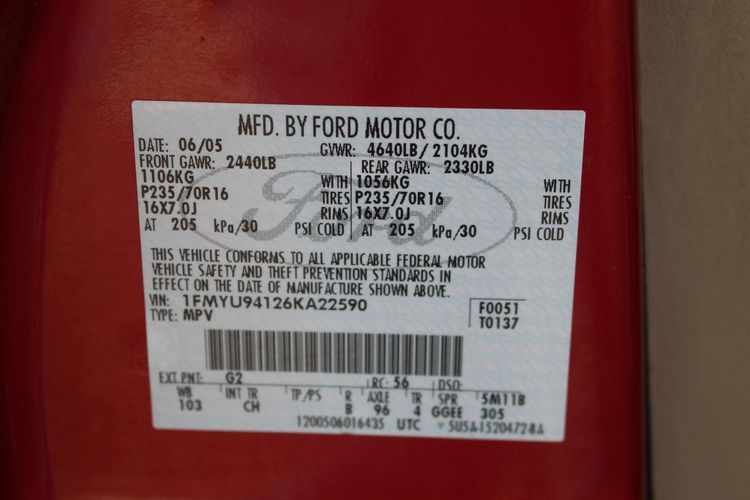 MFD. BY FORD MOTOR CO.
DATE: 06/05 GVWR: 4640LB/ 2104KG
FRONT GAWR: 2440LB REAR GAWR: 2330LB
1106KG WITH 1056KG WITH
P235/70R16 TIRES P235/70R16 TIRES
16X7.0J RIMS 16X7.0J RIMS
AT 205 kPa/30 PSI COLD AT 205 kPa/30 PSI COLD
Ford
THIS VEHICLE CONFORMS TO ALL APPLICABLE FEDERAL MOTOR
VEHICLE SAFETY AND THEFT PREVENTION STANDARDS IN
EFFECT ON THE DATE OF MANUFACTURE SHOWN ABOVE.
VIN: 1FMYU94126KA22590 F0051
TYPE: MPV T0137
EXT PNT: G2 RC: 56 DSO:
WB INT TR TP/PS R AXLE TR SPR 5M11B
103 CH B 96 4 GGEE 305
1200506016435 UTC 5U5A-1520472-BA